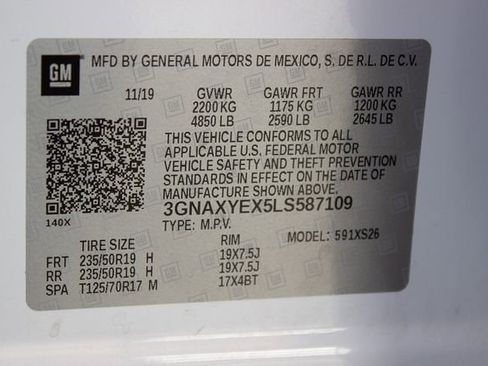 GM
MFD BY GENERAL MOTORS DE MEXICO, S. DE R.L. DE C.V.
11/19 GVWR GAWR FRT GAWR RR
2200 KG 1175 KG 1200 KG
4850 LB 2590 LB 2645 LB
THIS VEHICLE CONFORMS TO ALL
APPLICABLE U.S. FEDERAL MOTOR
VEHICLE SAFETY AND THEFT PREVENTION
STANDARDS IN EFFECT ON THE DATE OF
MANUFACTURE SHOWN ABOVE.
140X 3GNAXYEX5LS587109
TYPE: M.P.V. MODEL: 591XS26
TIRE SIZE RIM
FRT 235/50R19 H 19X7.5J
RR 235/50R19 H 19X7.5J
SPA T125/70R17 M 17X4BT